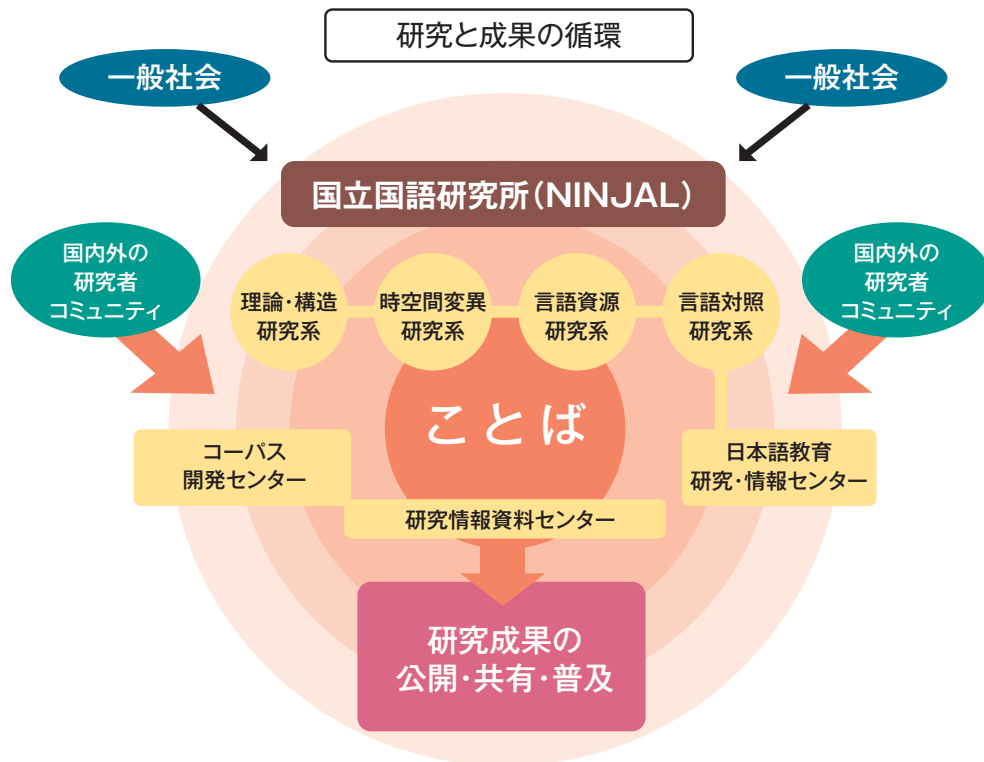 研究と成果の循環
一般社会
一般社会
国立国語研究所（NINJAL）
国内外の
研究者
コミュニティ
国内外の
研究者
コミュニティ
理論・構造
研究系
時空間変異
研究系
言語資源
研究系
言語対照
研究系
ことば
コーパス
開発センター
日本語教育
研究・情報センター
研究情報資料センター
研究成果の
公開・共有・普及